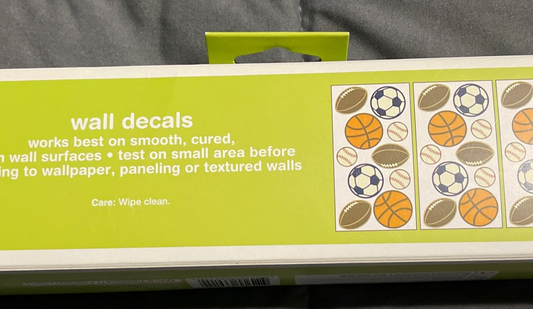 wall decals
works best on smooth, cured,
wall surfaces • test on small area before
to wallpaper, paneling or textured walls
Care: Wipe clean.